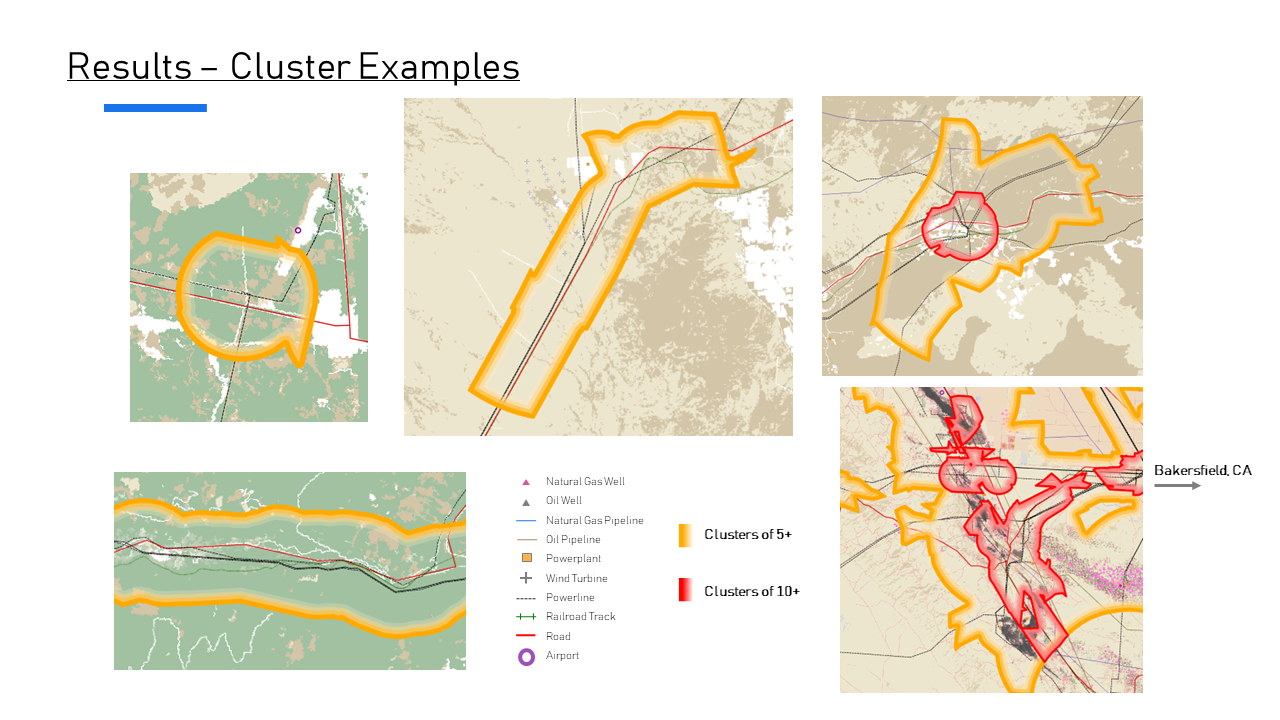 Results – Cluster Examples
Bakersfield, CA
Natural Gas Well
Oil Well
Natural Gas Pipeline
Oil Pipeline
Powerplant
Wind Turbine
Powerline
Railroad Track
Road
Airport
Clusters of 5+
Clusters of 10+